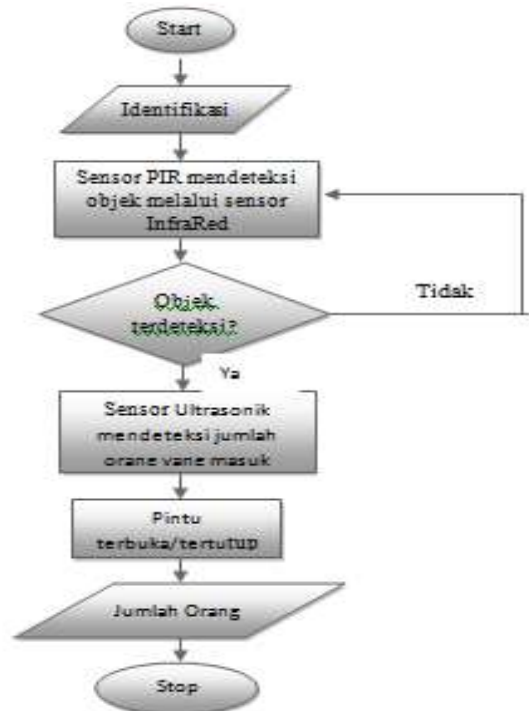 Start
Identifikasi
Sensor PIR mendeteksi
objek melalui sensor
InfraRed
Objek
terdeteksi?
Tidak
Ya
Sensor Ultrasonik
mendeteksi jumlah
orang yang masuk
Pintu
terbuka/tertutup
Jumlah Orang
Stop